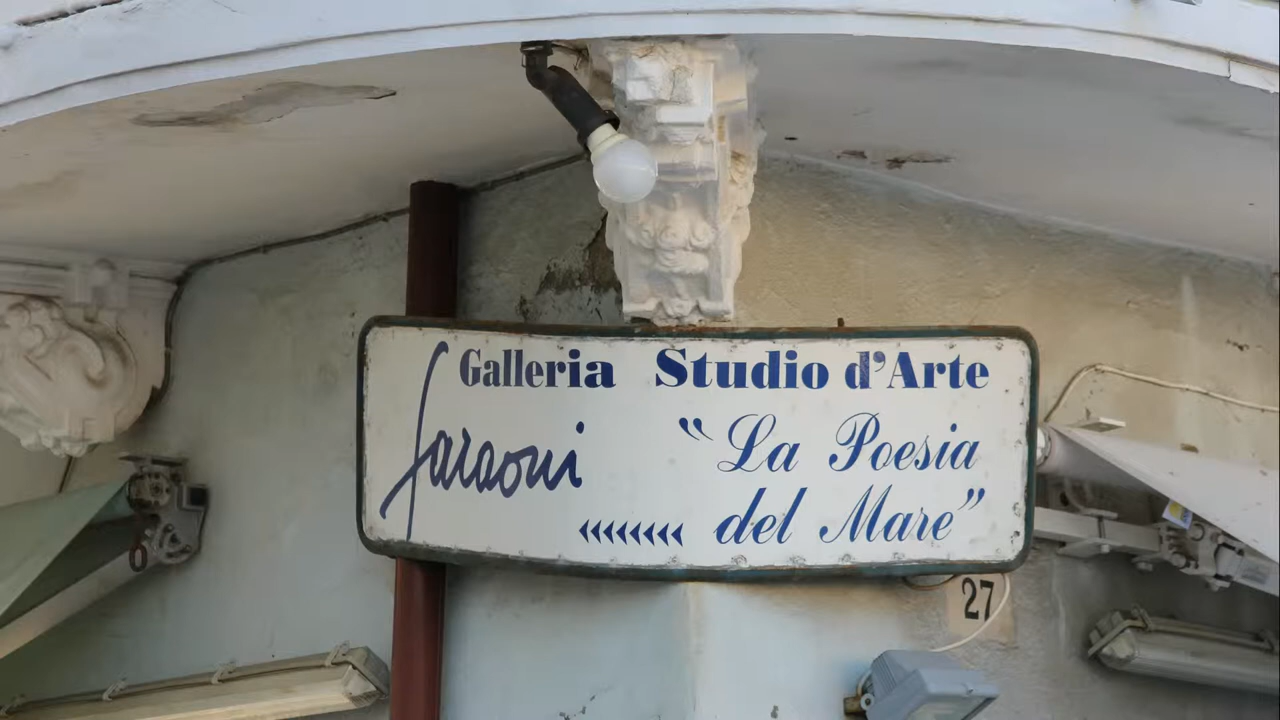 Galleria Studio d'Arte
faraoni "La Poesia
‹‹‹‹‹‹‹ del Mare"
27